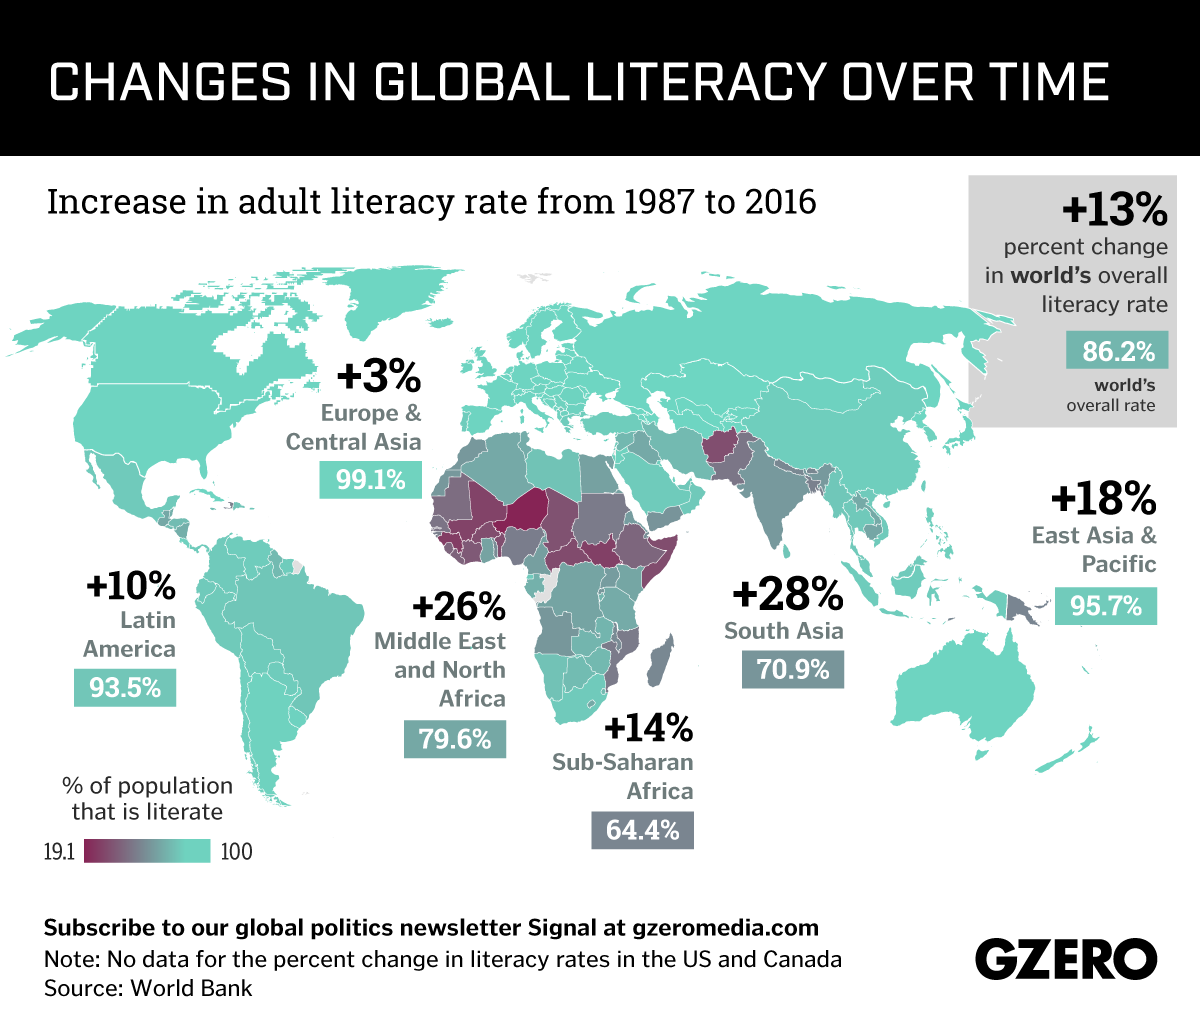 CHANGES IN GLOBAL LITERACY OVER TIME
Increase in adult literacy rate from 1987 to 2016
+13%
percent change
in world's overall
literacy rate
86.2%
world's
overall rate
+3%
Europe &
Central Asia
99.1%
+18%
East Asia &
Pacific
95.7%
+10%
Latin
America
93.5%
+26%
Middle East
and North
Africa
79.6%
+28%
South Asia
70.9%
+14%
Sub-Saharan
Africa
64.4%
% of population
that is literate
19.1 100
Subscribe to our global politics newsletter Signal at gzeromedia.com
Note: No data for the percent change in literacy rates in the US and Canada
Source: World Bank
GZERO